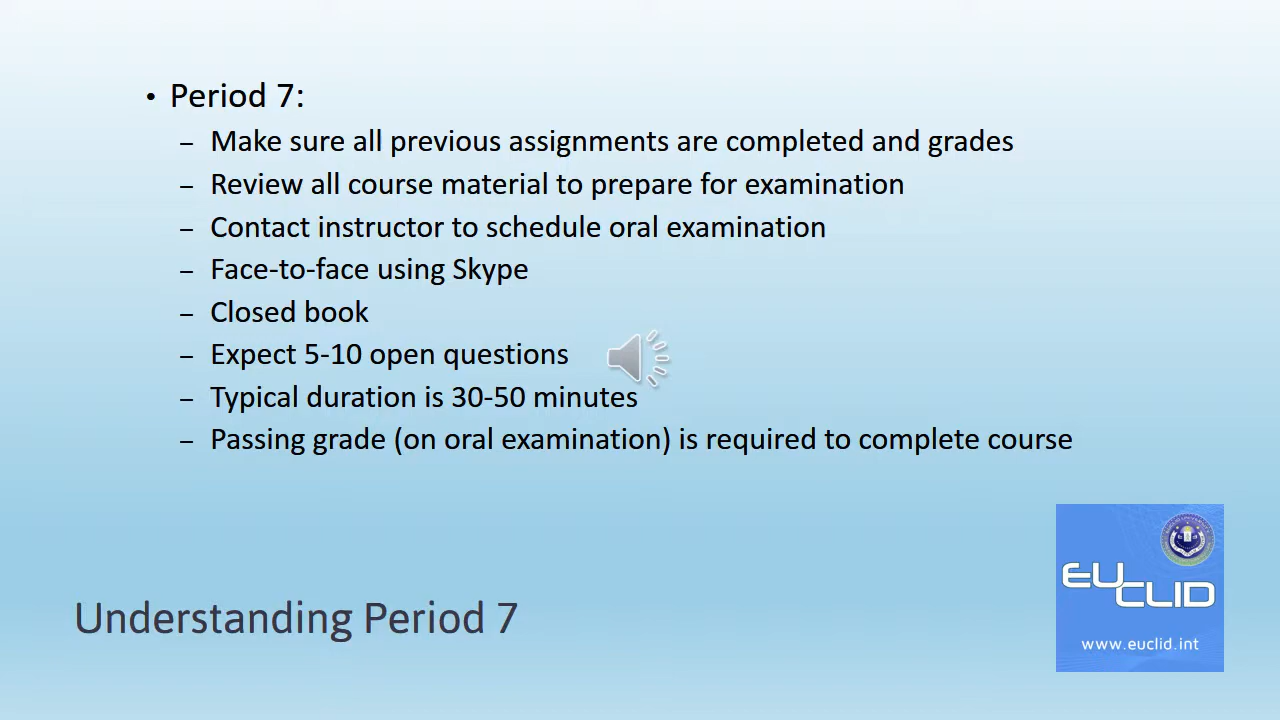 • Period 7:
– Make sure all previous assignments are completed and grades
– Review all course material to prepare for examination
– Contact instructor to schedule oral examination
– Face-to-face using Skype
– Closed book
– Expect 5-10 open questions
– Typical duration is 30-50 minutes
– Passing grade (on oral examination) is required to complete course
Understanding Period 7
EUCLID
www.euclid.int